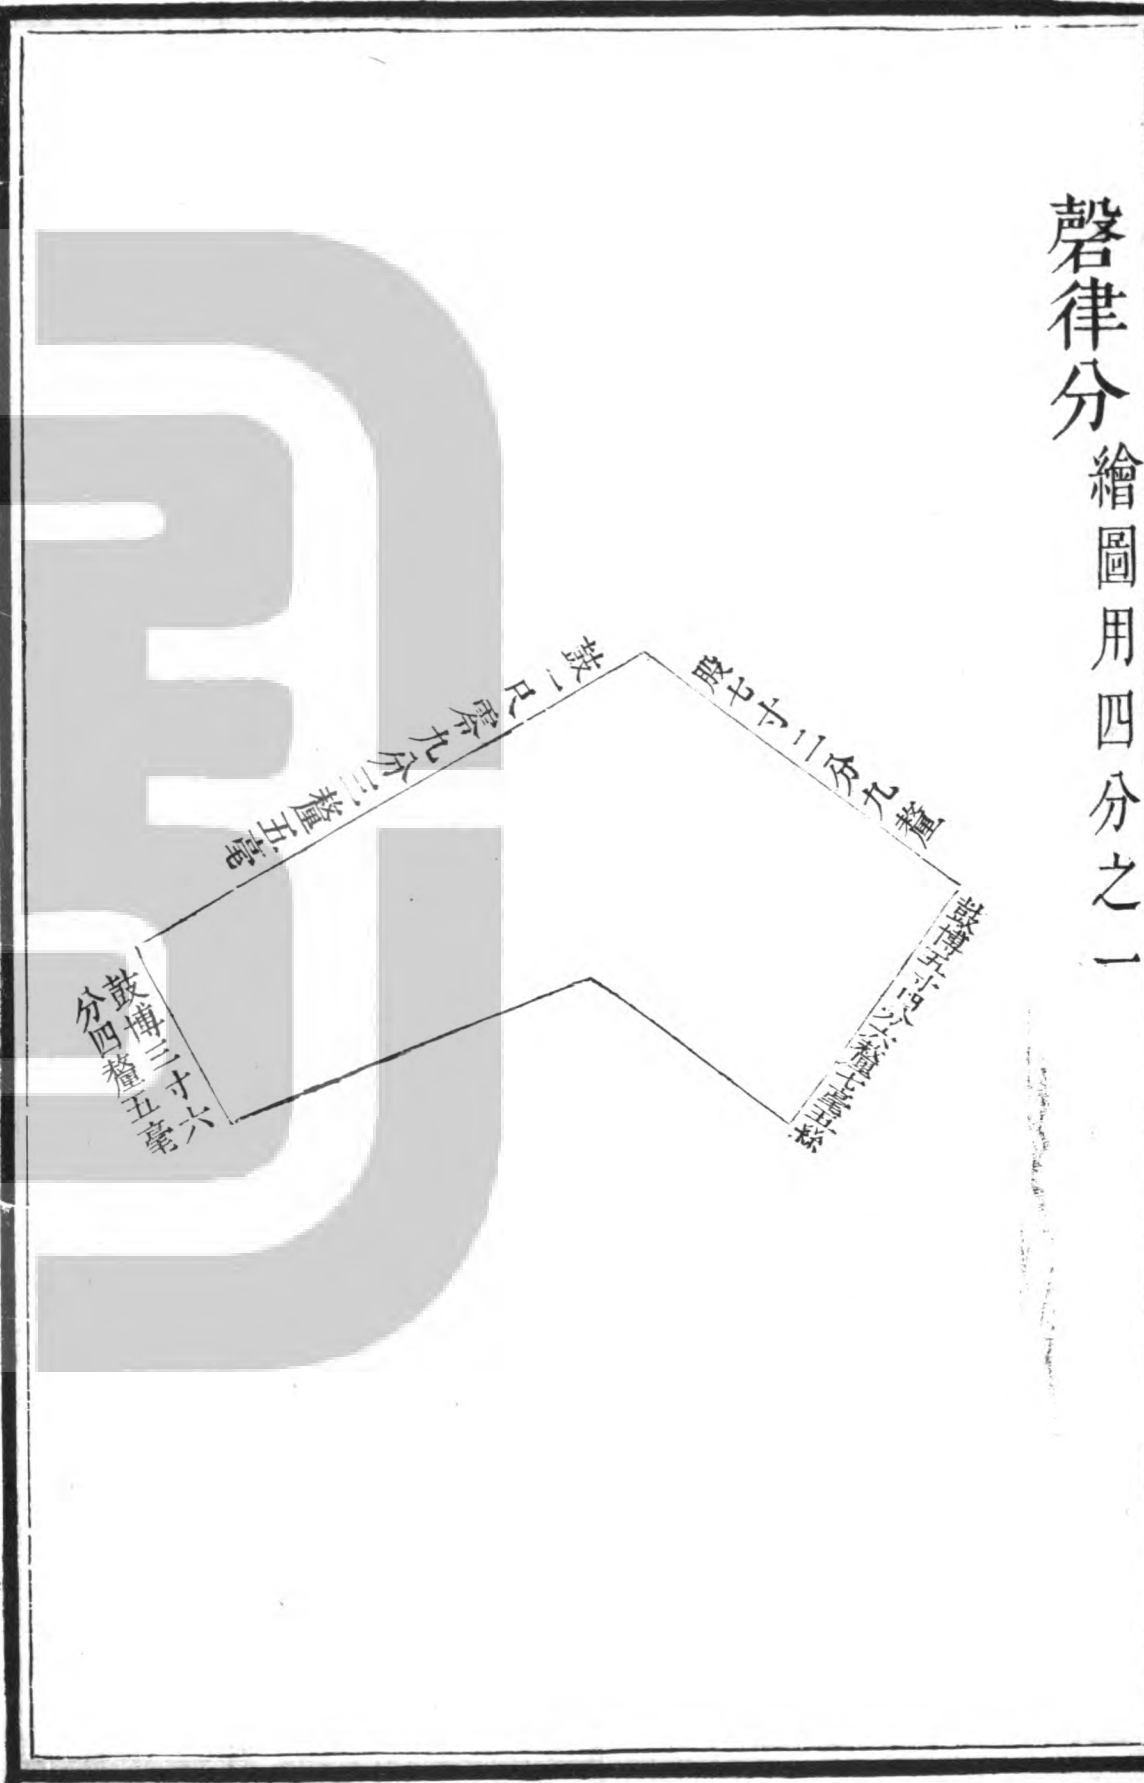 磬律分
繪圖用四分之一
股七寸二分九釐
鼓博五寸四分六釐七毫五絲
鼓一尺零九分三釐五毫
鼓博三寸六
分四釐五毫